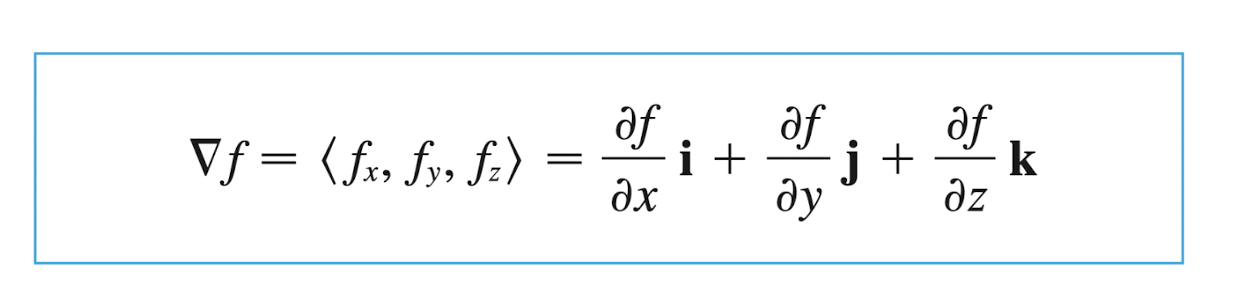 ∇f = ⟨f_x, f_y, f_z⟩ = ∂f/∂x **i** + ∂f/∂y **j** + ∂f/∂z **k**